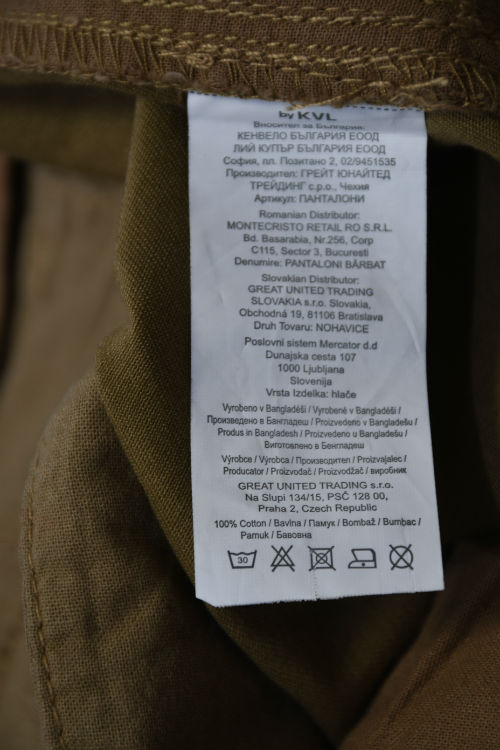 by KVL
Вносител за България:
КЕНВЕЛО БЪЛГАРИЯ ЕООД
ЛИЙ КУПЪР БЪЛГАРИЯ ЕООД
София, пл. Позитано 2, 02/9451535
Производител: ГРЕЙТ ЮНАЙТЕД
ТРЕЙДИНГ с.р.о., Чехия
Артикул: ПАНТАЛОНИ
Romanian Distributor:
MONTECRISTO RETAIL RO S.R.L.
Bd. Basarabia, Nr.256, Corp
C115, Sector 3, Bucuresti
Denumire: PANTALONI BĂRBAT
Slovakian Distributor:
GREAT UNITED TRADING
SLOVAKIA s.r.o. Slovakia,
Obchodná 19, 81106 Bratislava
Druh Tovaru: NOHAVICE
Poslovni sistem Mercator d.d
Dunajska cesta 107
1000 Ljubljana
Slovenija
Vrsta Izdelka: hlače
Vyrobeno v Bangladéši / Vyrobené v Bangladéši /
Произведено в Бангладеш / Proizvedeno v Bangladešu /
Produs in Bangladesh / Proizvedeno u Bangladešu /
Виготовлено в Бенгладеш
Výrobce / Výrobca / Производител / Proizvajalec /
Producator / Proizvođač / Proizvodžač / виробник
GREAT UNITED TRADING s.r.o.
Na Slupi 134/15, PSČ 128 00,
Praha 2, Czech Republic
100% Cotton / Bavlna / Памук / Bombaž / Bumbac /
Pamuk / Бавовна
30